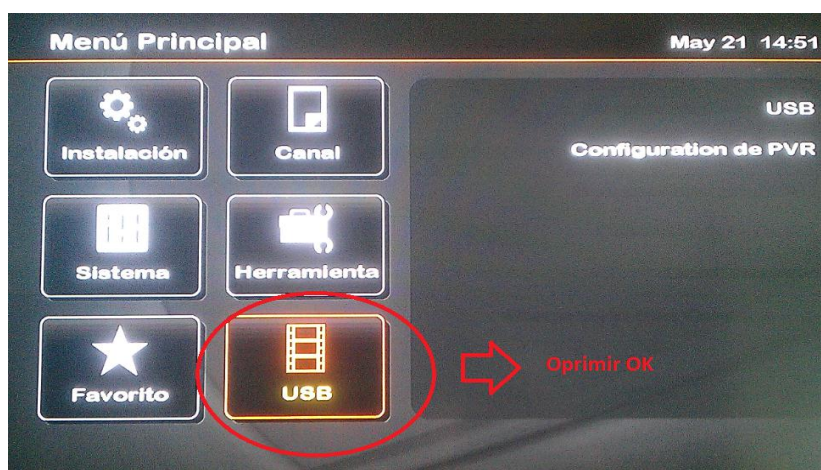 Menú Principal
May 21 14:51
Instalación
Canal
USB
Configuration de PVR
Sistema
Herramienta
Favorito
USB
Oprimir OK